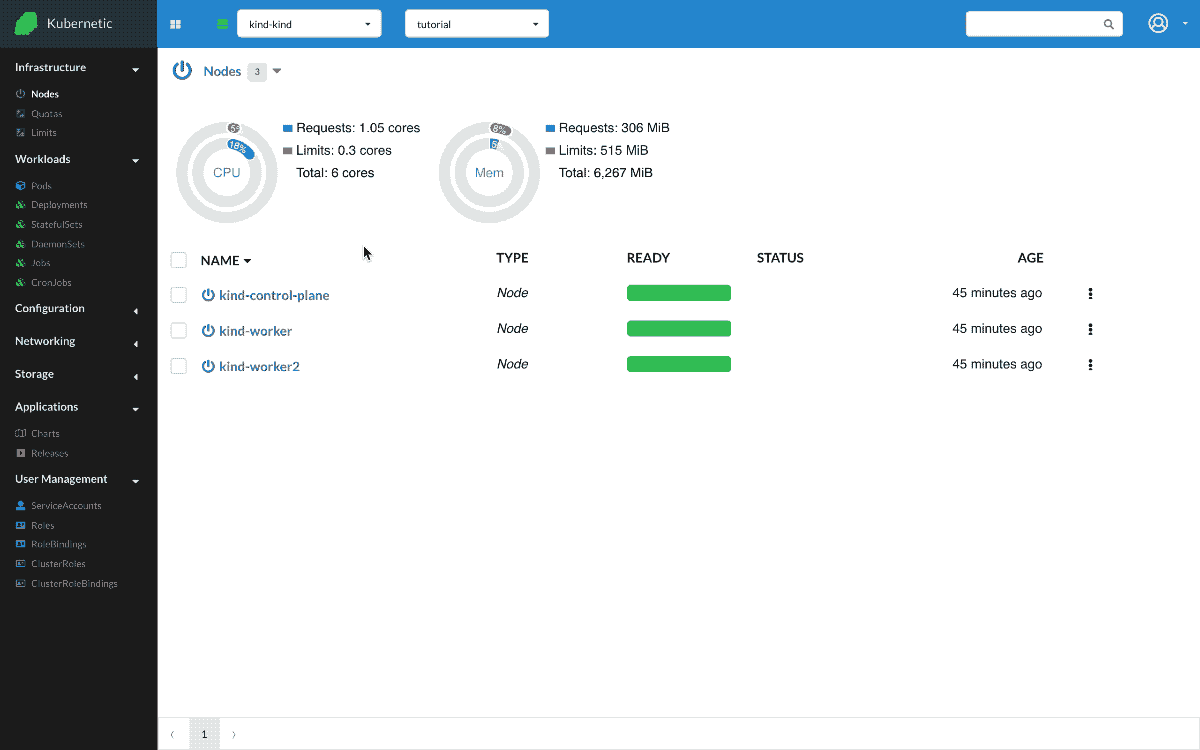 Kubernetic
kind-kind
tutorial
Infrastructure
Nodes
Quotas
Limits
Workloads
Pods
Deployments
StatefulSets
DaemonSets
Jobs
CronJobs
Configuration
Networking
Storage
Applications
Charts
Releases
User Management
ServiceAccounts
Roles
RoleBindings
ClusterRoles
ClusterRoleBindings
Nodes 3
18%
CPU
Requests: 1.05 cores
Limits: 0.3 cores
Total: 6 cores
8%
Mem
Requests: 306 MiB
Limits: 515 MiB
Total: 6,267 MiB
NAME TYPE READY STATUS AGE
kind-control-plane Node 45 minutes ago
kind-worker Node 45 minutes ago
kind-worker2 Node 45 minutes ago
‹ 1 ›